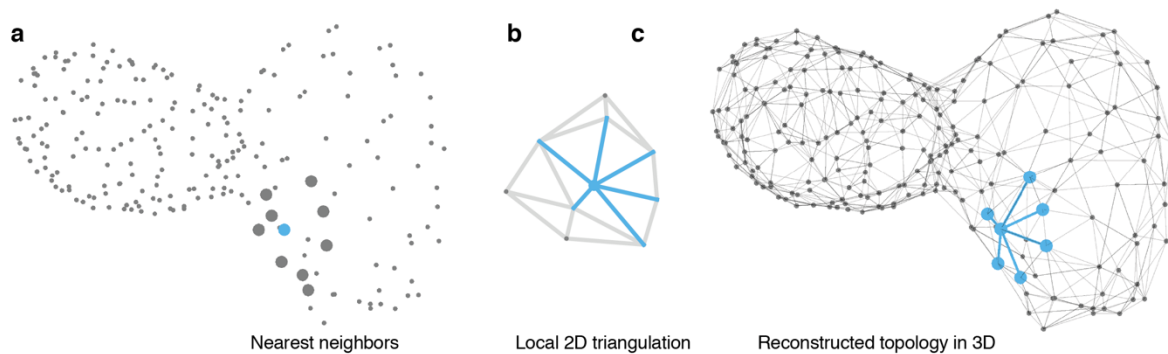 a
b
c
Nearest neighbors
Local 2D triangulation
Reconstructed topology in 3D